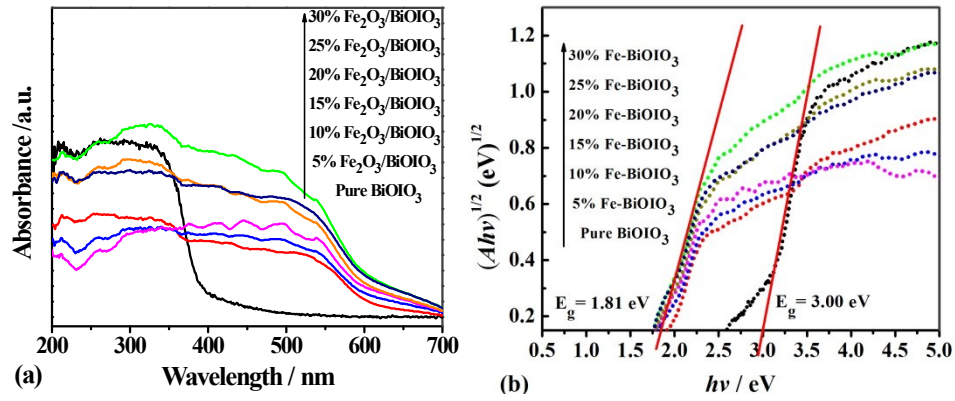 30% Fe₂O₃/BiOIO₃
25% Fe₂O₃/BiOIO₃
20% Fe₂O₃/BiOIO₃
15% Fe₂O₃/BiOIO₃
10% Fe₂O₃/BiOIO₃
5% Fe₂O₃/BiOIO₃
Pure BiOIO₃
Absorbance /a.u.
200 300 400 500 600 700
Wavelength / nm
(a)
1.2
1.0
0.8
0.6
0.4
0.2
(Ahν)^1/2 (eV)^1/2
30% Fe-BiOIO₃
25% Fe-BiOIO₃
20% Fe-BiOIO₃
15% Fe-BiOIO₃
10% Fe-BiOIO₃
5% Fe-BiOIO₃
Pure BiOIO₃
E_g = 1.81 eV
E_g = 3.00 eV
0.5 1.0 1.5 2.0 2.5 3.0 3.5 4.0 4.5 5.0
hν / eV
(b)